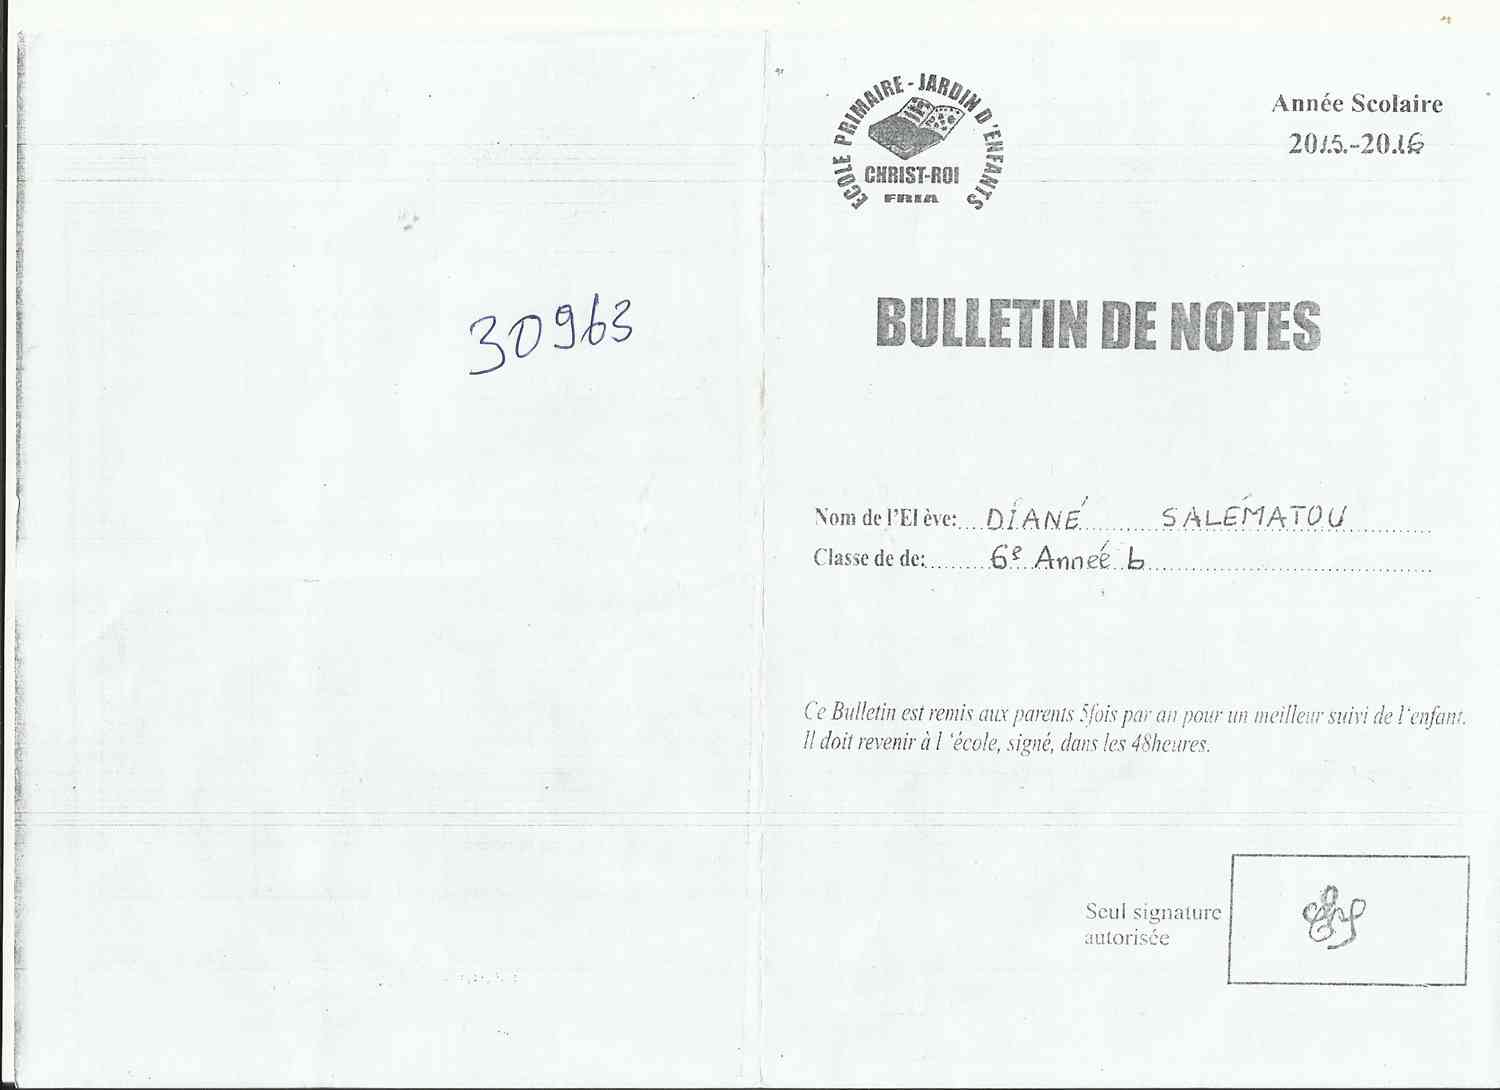 30963
ECOLE PRIMAIRE - JARDIN D'ENFANTS
CHRIST-ROI
FRIA
Année Scolaire
2015.-2016
BULLETIN DE NOTES
Nom de l'El ève:....DIANÉ........SALÉMATOU............
Classe de de:.........6e.Année.b............................................
Ce Bulletin est remis aux parents 5fois par an pour un meilleur suivi de l'enfant.
Il doit revenir à l 'école, signé, dans les 48heures.
Seul signature
autorisée